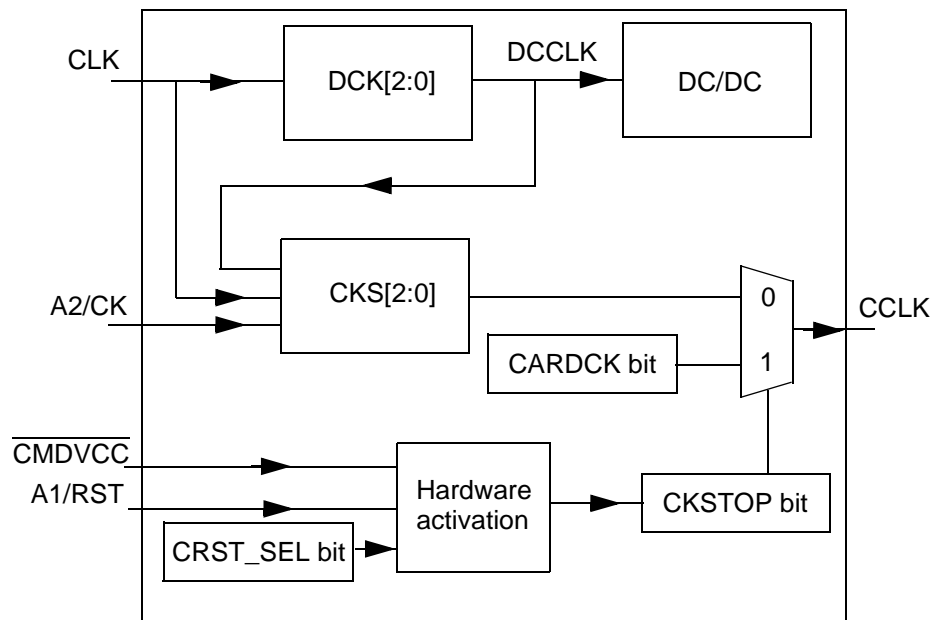 CLK
DCK[2:0]
DCCLK
DC/DC
A2/CK
CKS[2:0]
0
CCLK
CARDCK bit
1
CMDVCC
A1/RST
Hardware
activation
CKSTOP bit
CRST_SEL bit